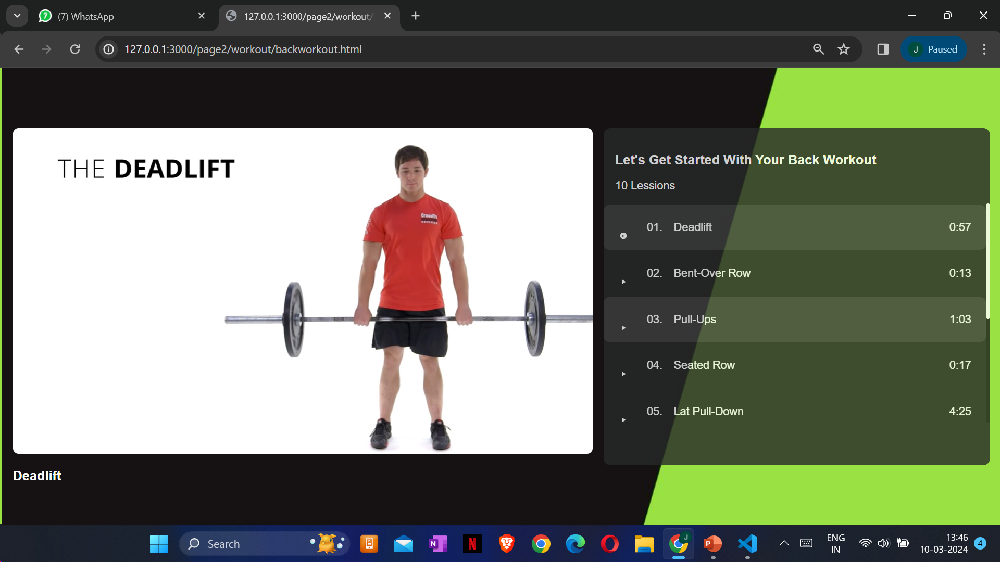 (7) WhatsApp
127.0.0.1:3000/page2/workout/
127.0.0.1:3000/page2/workout/backworkout.html
J Paused
THE DEADLIFT
CrossFit
SEMINAR
Let's Get Started With Your Back Workout
10 Lessions
01. Deadlift 0:57
02. Bent-Over Row 0:13
03. Pull-Ups 1:03
04. Seated Row 0:17
05. Lat Pull-Down 4:25
Deadlift
Search
ENG
IN
13:46
10-03-2024
4